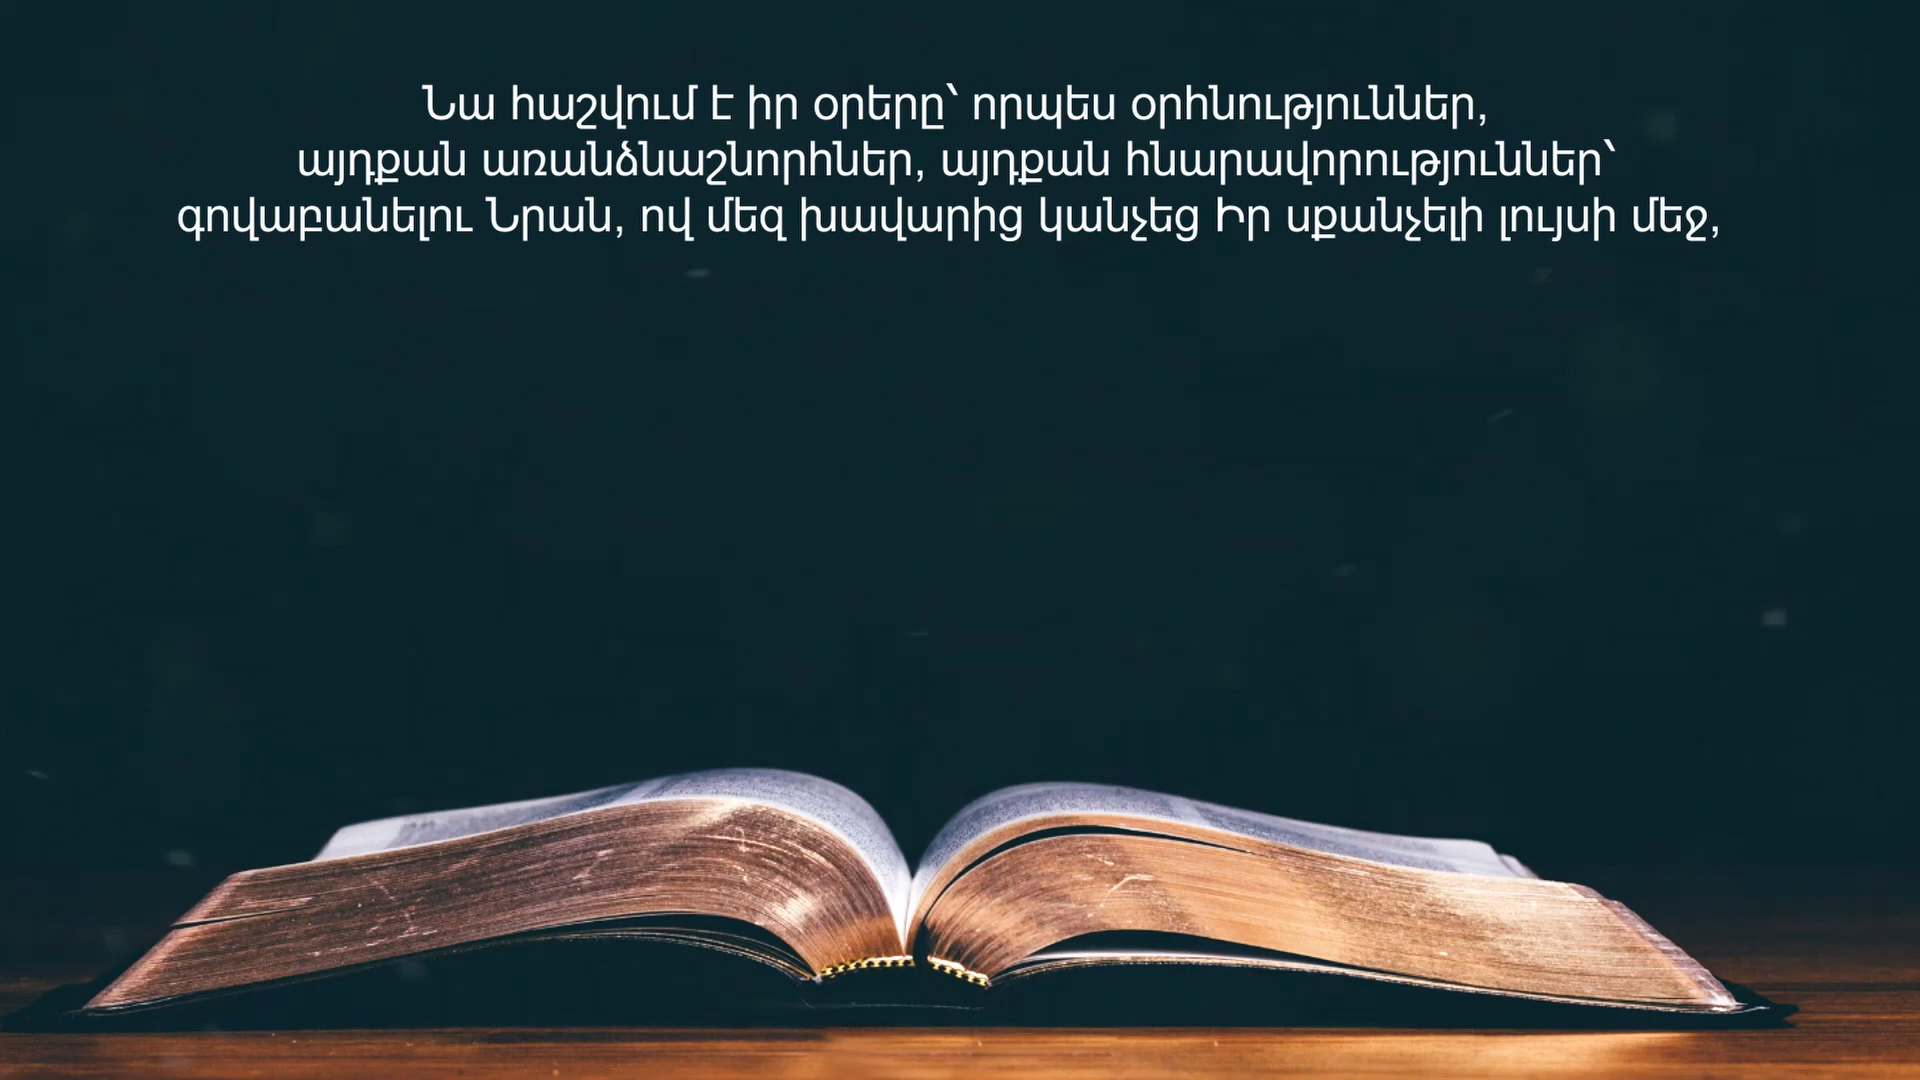 Նա հաշվում է իր օրերը՝ որպես օրհնություններ,
այդքան առանձնաշնորհներ, այդքան հնարավորություններ՝
գովաբանելու Նրան, ով մեզ խավարից կանչեց Իր սքանչելի լույսի մեջ,